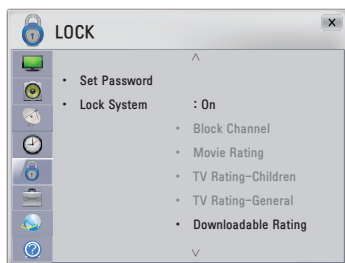 LOCK
x
• Set Password
• Lock System : On
• Block Channel
• Movie Rating
• TV Rating-Children
• TV Rating-General
• Downloadable Rating